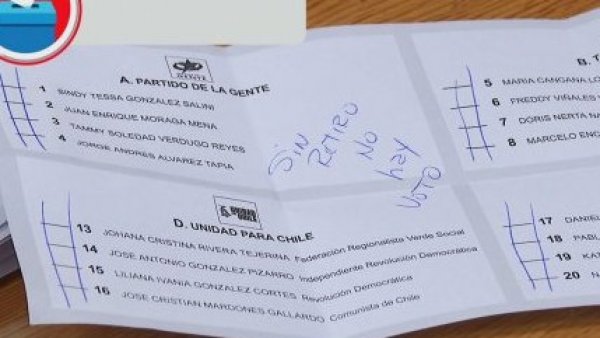 A. PARTIDO DE LA GENTE
1 SINDY TESSA GONZALEZ SALINI
2 JUAN ENRIQUE MORAGA MENA
3 TAMMY SOLEDAD VERDUGO REYES
4 JORGE ANDRES ALVAREZ TAPIA
B.
5 MARIA
6 FREDDY VIÑALES
7 DORIS NERTA
8 MARCELO
SIN
RETIRO
NO
hay
VOTO
D. UNIDAD PARA CHILE
13 JOHANA CRISTINA RIVERA TEJERINA Federación Regionalista Verde Social
14 JOSE ANTONIO GONZALEZ PIZARRO Independiente Revolución Democrática
15 LILIANA IVANIA GONZALEZ CORTES Revolución Democrática
16 JOSE CRISTIAN MARDONES GALLARDO Comunista de Chile
17
18
19
20